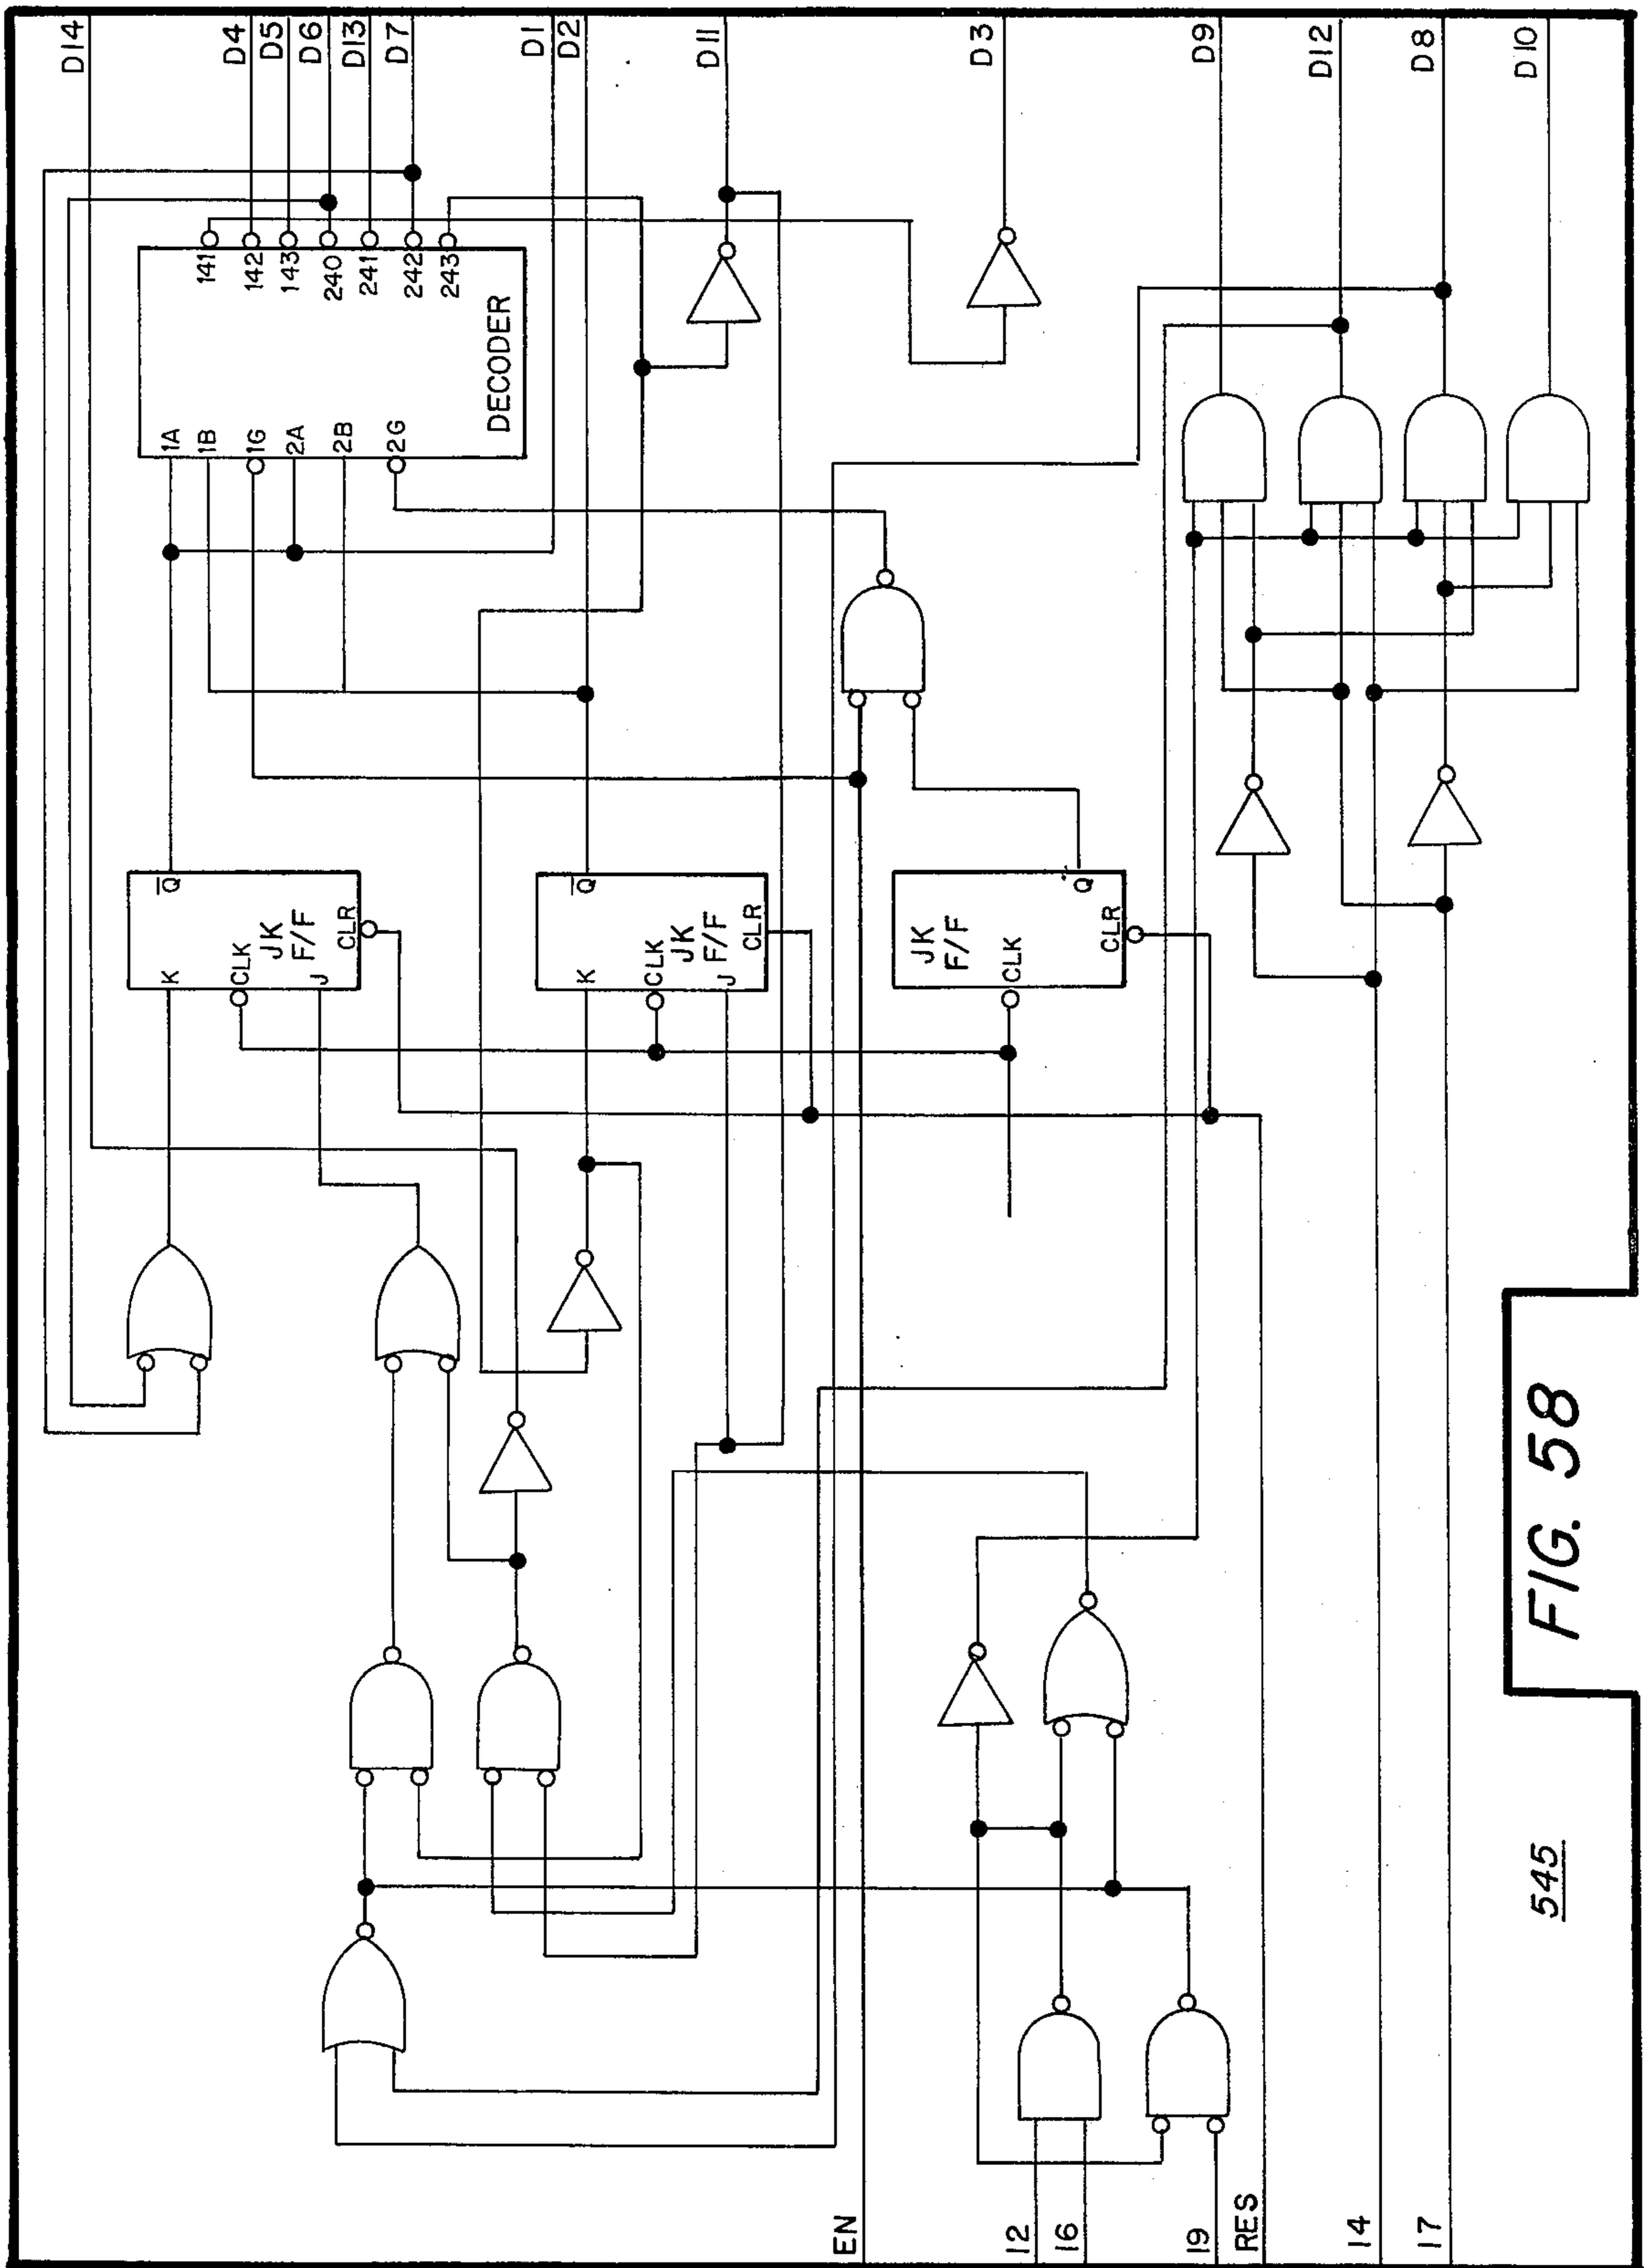 D14
D4
D5
D6
D13
D7
D1
D2
D11
D3
D9
D12
D8
D10
141
142
143
240
241
242
243
DECODER
1A
1B
1G
2A
2B
2G
Q
K
CLK
JK
F/F
J
CLR
Q
K
CLK
JK
F/F
J
CLR
Q
JK
F/F
CLK
CLR
EN
12
16
19
RES
14
17
545
FIG. 58